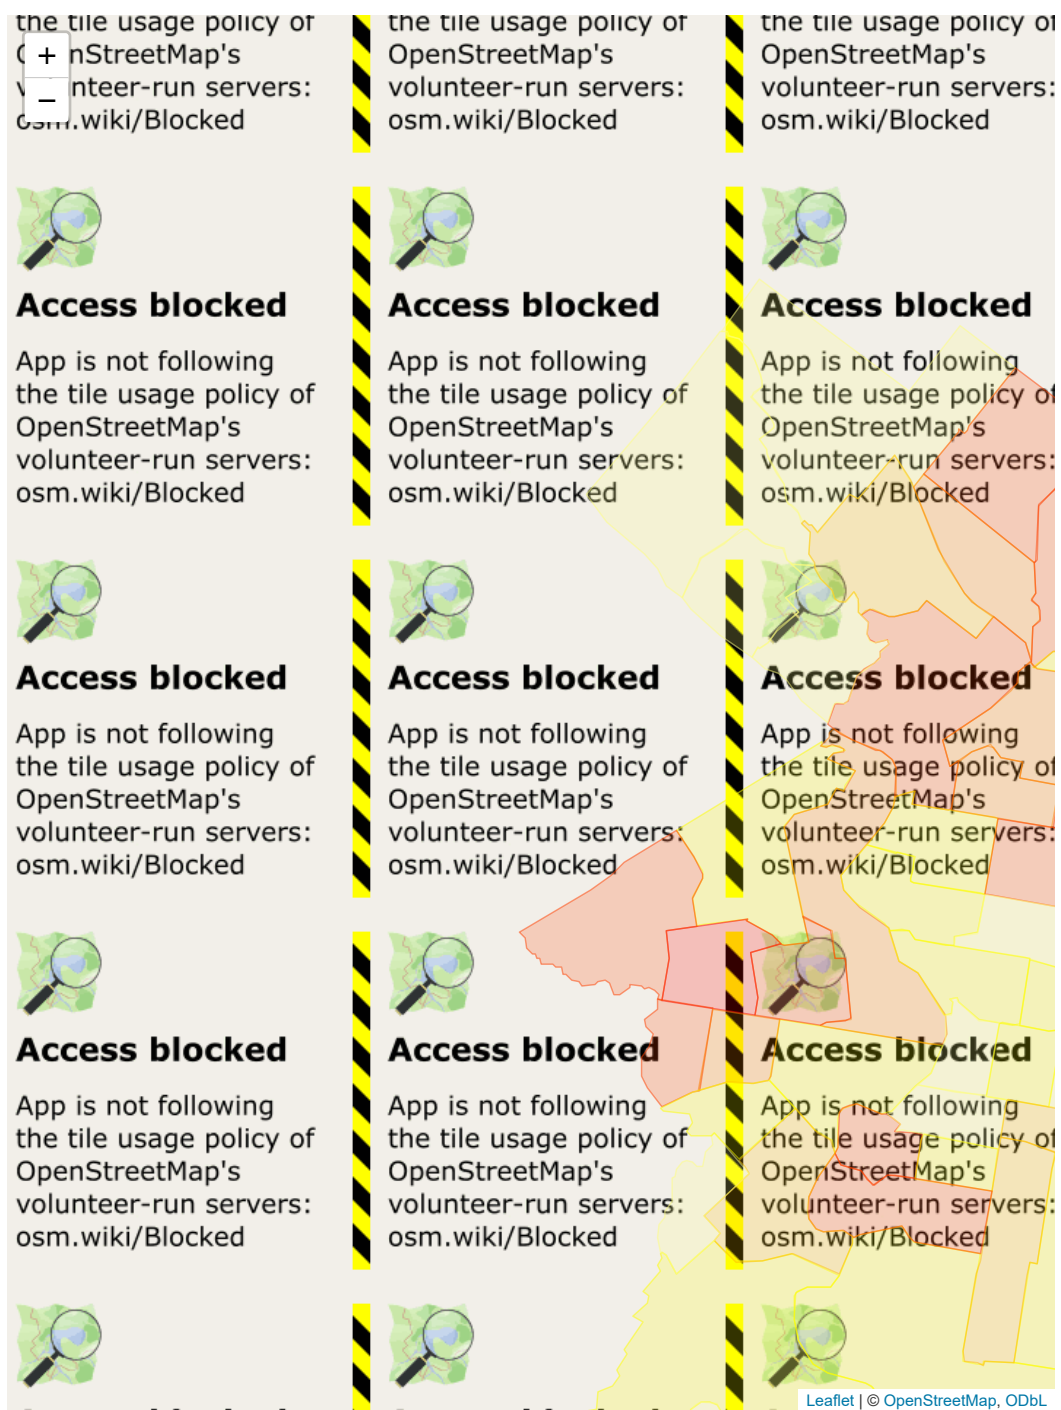 the tile usage policy of
OpenStreetMap's
volunteer-run servers:
osm.wiki/Blocked
the tile usage policy of
OpenStreetMap's
volunteer-run servers:
osm.wiki/Blocked
the tile usage policy of
OpenStreetMap's
volunteer-run servers:
osm.wiki/Blocked
+
−
Access blocked
App is not following
the tile usage policy of
OpenStreetMap's
volunteer-run servers:
osm.wiki/Blocked
Access blocked
App is not following
the tile usage policy of
OpenStreetMap's
volunteer-run servers:
osm.wiki/Blocked
Access blocked
App is not following
the tile usage policy of
OpenStreetMap's
volunteer-run servers:
osm.wiki/Blocked
Access blocked
App is not following
the tile usage policy of
OpenStreetMap's
volunteer-run servers:
osm.wiki/Blocked
Access blocked
App is not following
the tile usage policy of
OpenStreetMap's
volunteer-run servers:
osm.wiki/Blocked
Access blocked
App is not following
the tile usage policy of
OpenStreetMap's
volunteer-run servers:
osm.wiki/Blocked
Access blocked
App is not following
the tile usage policy of
OpenStreetMap's
volunteer-run servers:
osm.wiki/Blocked
Access blocked
App is not following
the tile usage policy of
OpenStreetMap's
volunteer-run servers:
osm.wiki/Blocked
Access blocked
App is not following
the tile usage policy of
OpenStreetMap's
volunteer-run servers:
osm.wiki/Blocked
Leaflet | © OpenStreetMap, ODbL